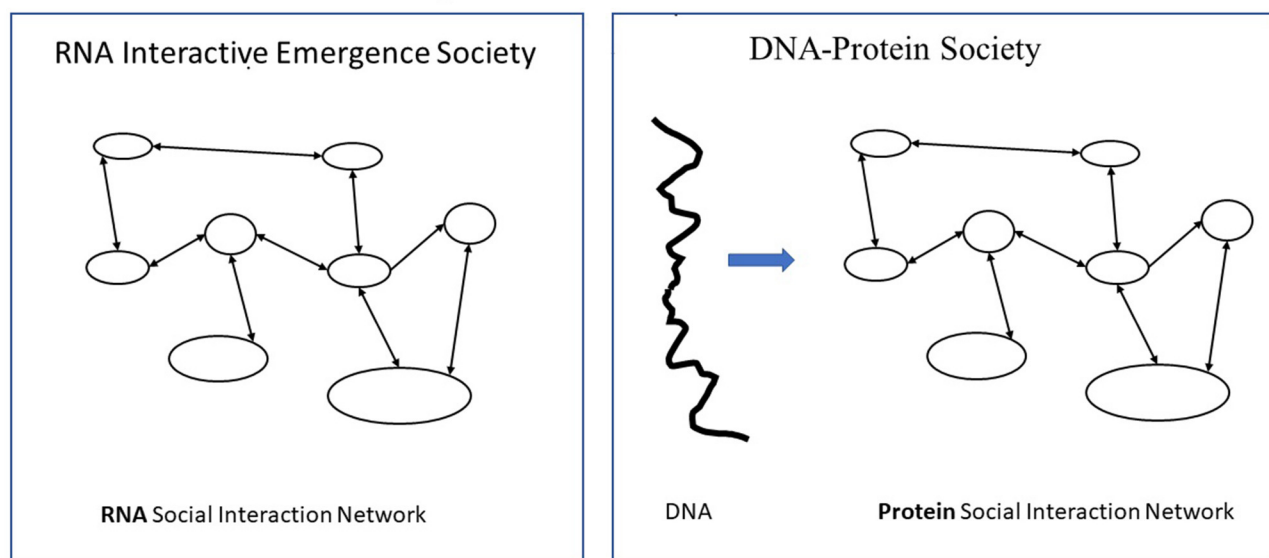 RNA Interactive Emergence Society
RNA Social Interaction Network
DNA-Protein Society
DNA
Protein Social Interaction Network